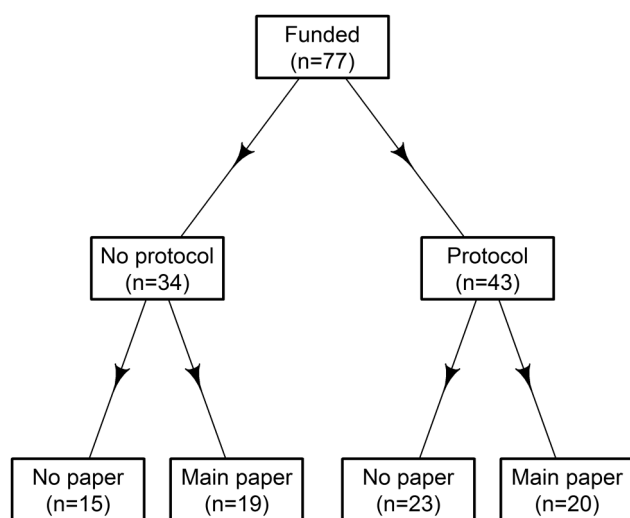 Funded
(n=77)
No protocol
(n=34)
Protocol
(n=43)
No paper
(n=15)
Main paper
(n=19)
No paper
(n=23)
Main paper
(n=20)